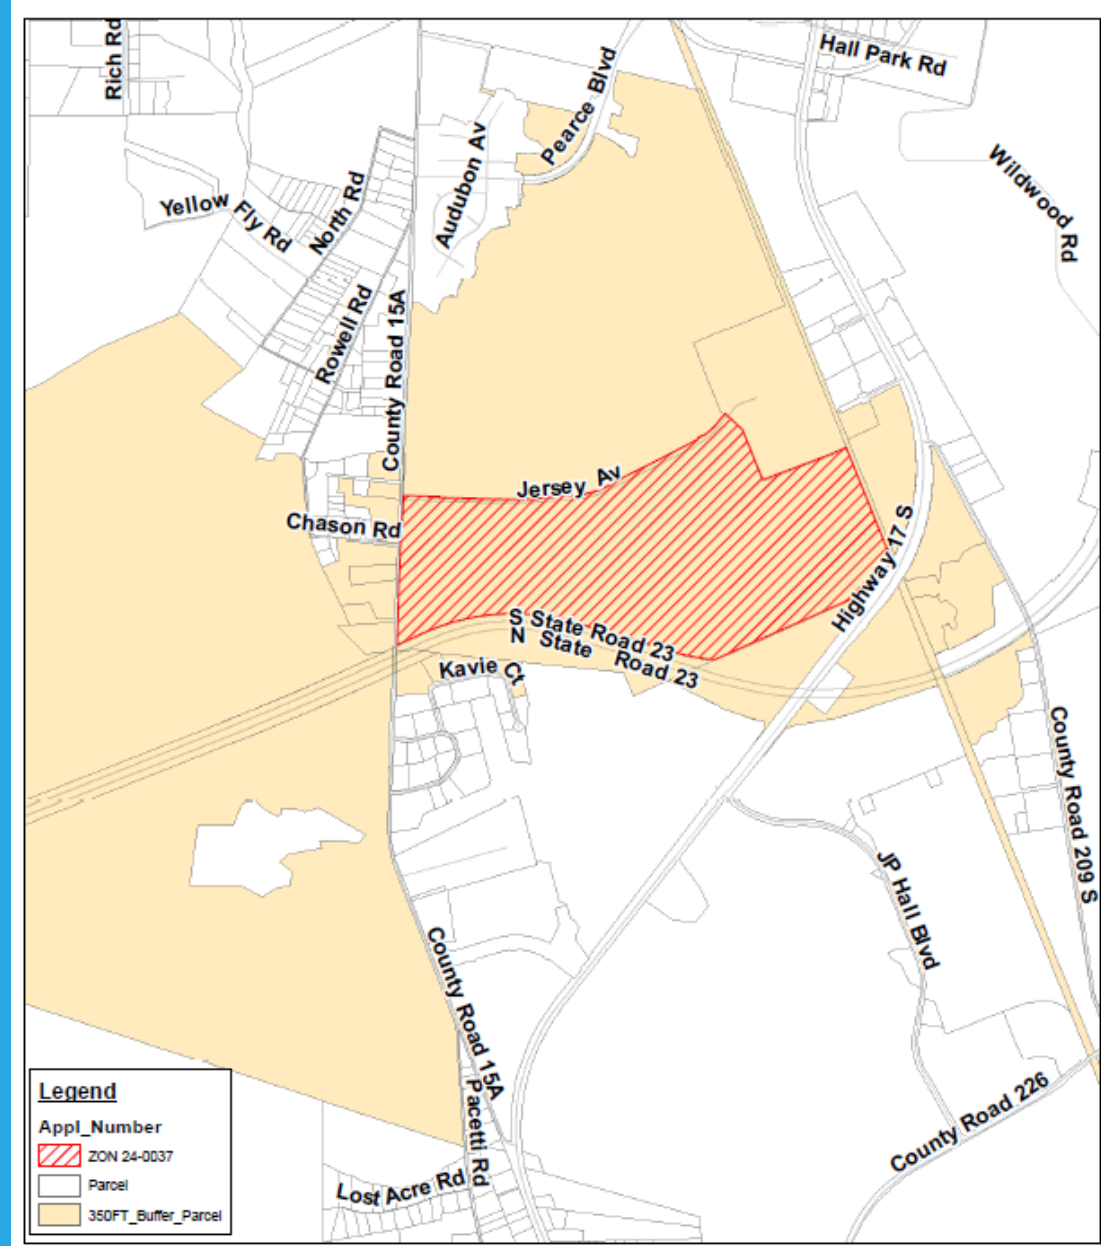 Rich Rd
Hall Park Rd
Pearce Blvd
Audubon Av
Wildwood Rd
Yellow Fly Rd
North Rd
Rowell Rd
County Road 15A
Jersey Av
Chason Rd
Highway 17 S
S State Road 23
N State Road 23
Kavie Ct
County Road 209 S
JP Hall Blvd
County Road 15A
Pacetti Rd
County Road 226
Lost Acre Rd
Legend
Appl_Number
ZON 24-0037
Parcel
350FT_Buffer_Parcel